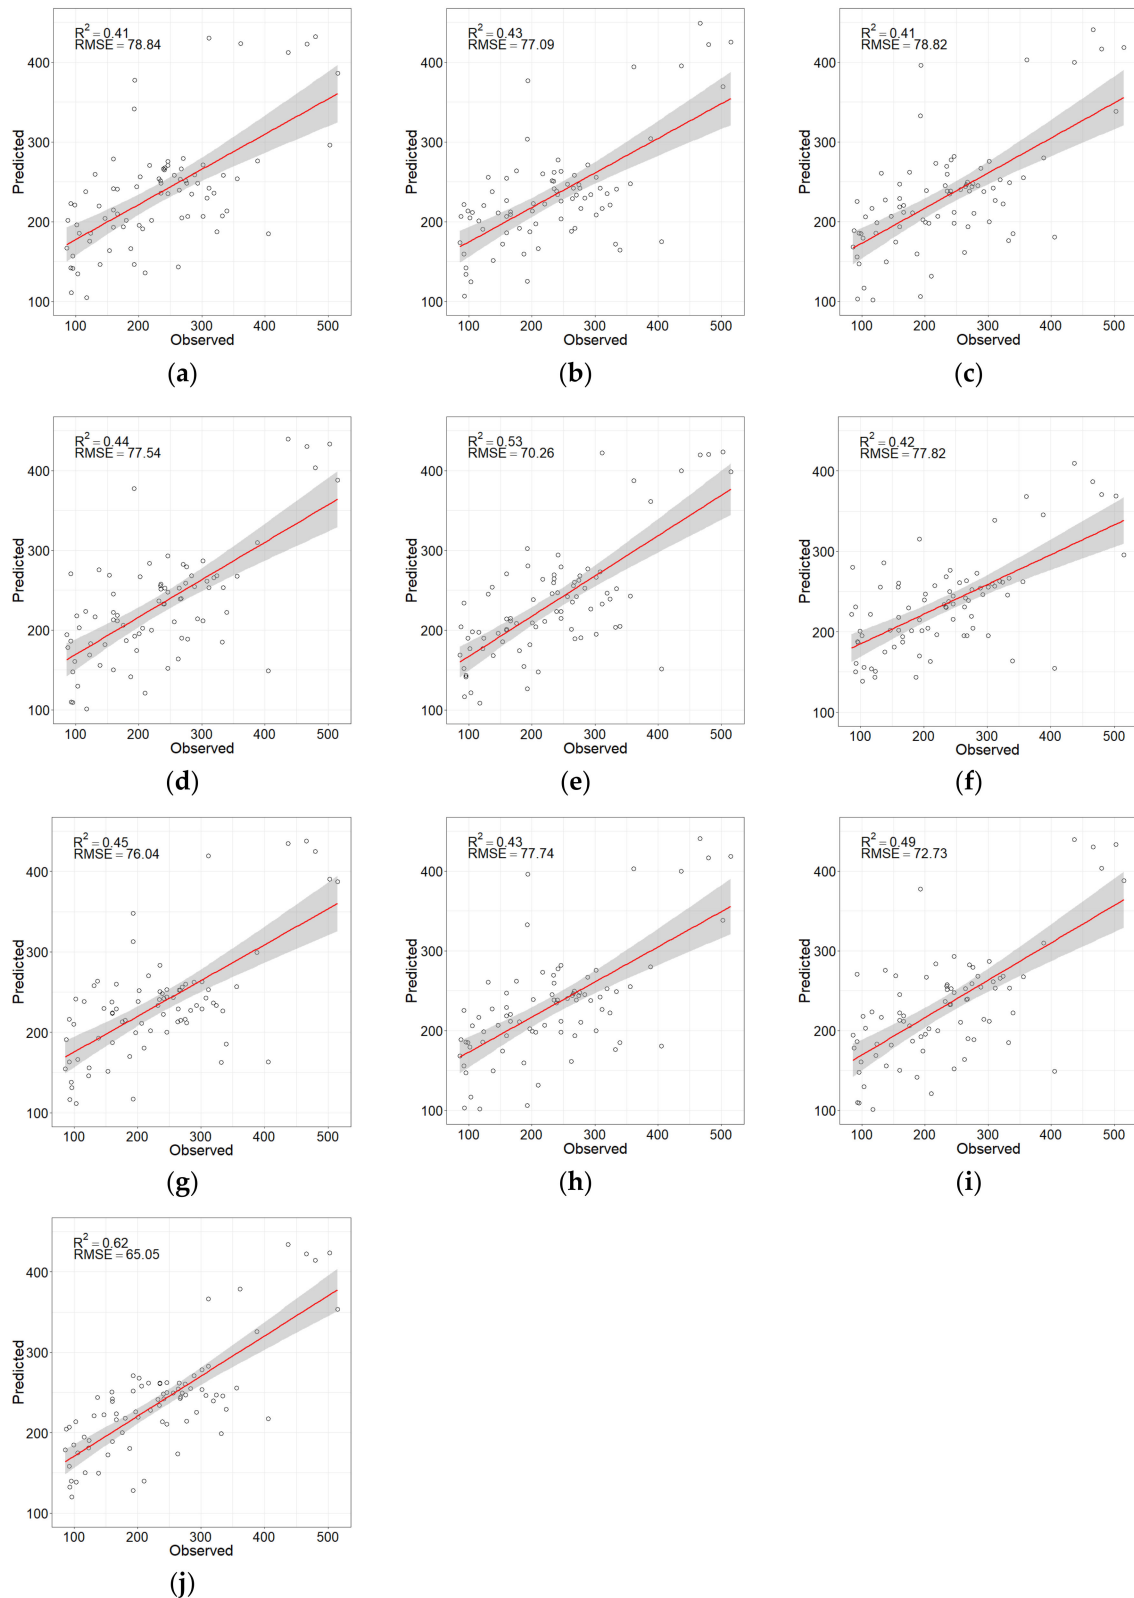 R² = 0.41
RMSE = 78.84
Predicted
400
300
200
100
100 200 300 400 500
Observed
(a)
R² = 0.43
RMSE = 77.09
Predicted
400
300
200
100
100 200 300 400 500
Observed
(b)
R² = 0.41
RMSE = 78.82
Predicted
400
300
200
100
100 200 300 400 500
Observed
(c)
R² = 0.44
RMSE = 77.54
Predicted
400
300
200
100
100 200 300 400 500
Observed
(d)
R² = 0.53
RMSE = 70.26
Predicted
400
300
200
100
100 200 300 400 500
Observed
(e)
R² = 0.42
RMSE = 77.82
Predicted
400
300
200
100
100 200 300 400 500
Observed
(f)
R² = 0.45
RMSE = 76.04
Predicted
400
300
200
100
100 200 300 400 500
Observed
(g)
R² = 0.43
RMSE = 77.74
Predicted
400
300
200
100
100 200 300 400 500
Observed
(h)
R² = 0.49
RMSE = 72.73
Predicted
400
300
200
100
100 200 300 400 500
Observed
(i)
R² = 0.62
RMSE = 65.05
Predicted
400
300
200
100
100 200 300 400 500
Observed
(j)